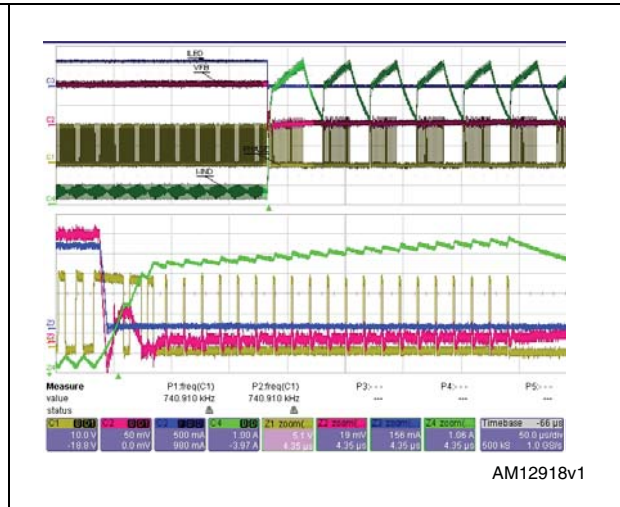 ILED
VFB
C3
C2
C1
I-IND
Measure P1:freq(C1) P2:freq(C1) P3:- - - P4:- - - P5:- - -
value 740.910 kHz 740.910 kHz --- --- ---
status
C1 C2 C3 C4 Z1 zoom(... Z2 zoom(... Z3 zoom(... Z4 zoom(... Timebase -66 µs
10.0 V 50 mV 500 mA 1.00 A 5.1 V 19 mV 156 mA 1.06 A 50.0 µs/div
-18.8 V 0.0 mV 980 mA -3.97 A 4.35 µs 4.35 µs 4.35 µs 4.35 µs 500 kS 1.0 GS/s
AM12918v1